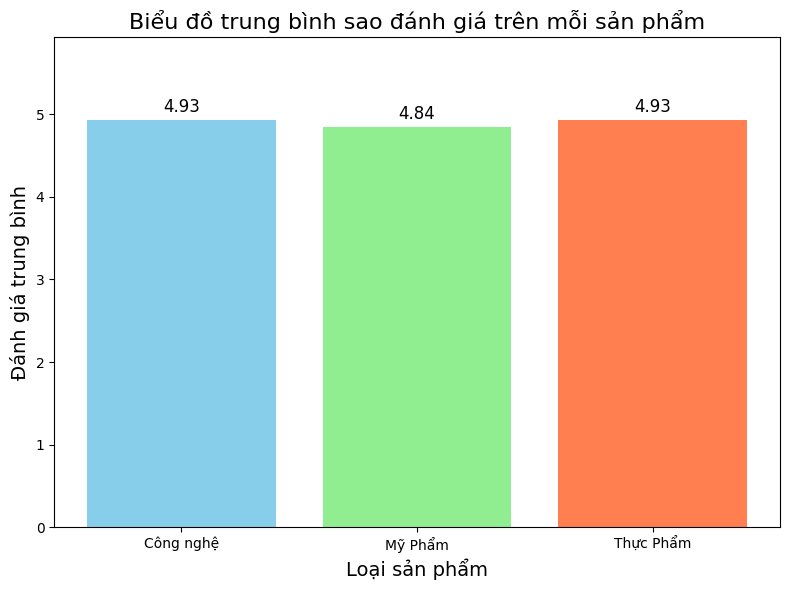 Biểu đồ trung bình sao đánh giá trên mỗi sản phẩm
4.93
4.84
4.93
5
4
3
2
1
0
Đánh giá trung bình
Công nghệ
Mỹ Phẩm
Thực Phẩm
Loại sản phẩm